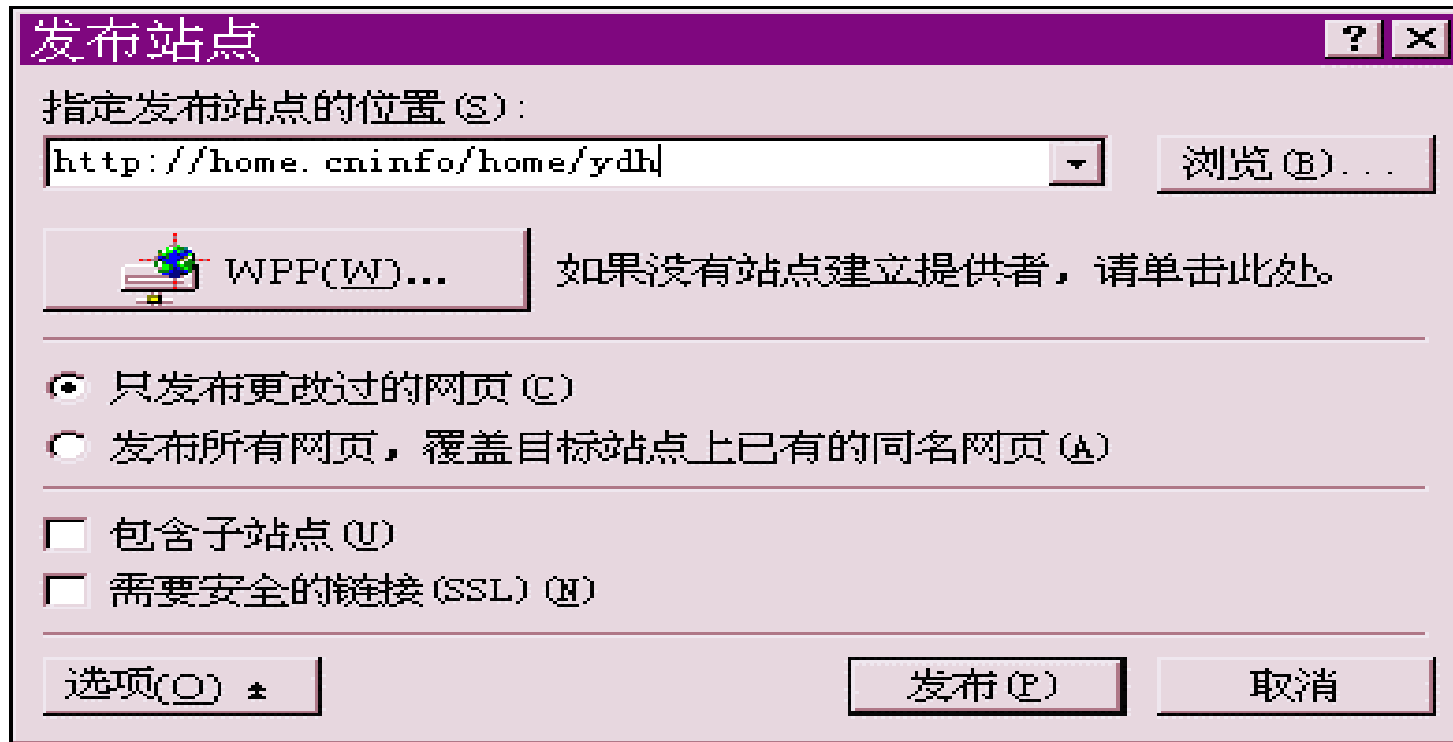 发布站点
指定发布站点的位置(S):
http://home.cninfo/home/ydh
浏览(B)...
WPP(W)...
如果没有站点建立提供者，请单击此处。
只发布更改过的网页(C)
发布所有网页，覆盖目标站点上已有的同名网页(A)
包含子站点(U)
需要安全的链接(SSL)(N)
选项(O)
发布(P)
取消